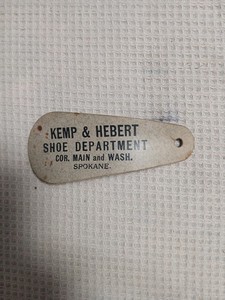 KEMP & HEBERT
SHOE DEPARTMENT
COR. MAIN and WASH.
SPOKANE.